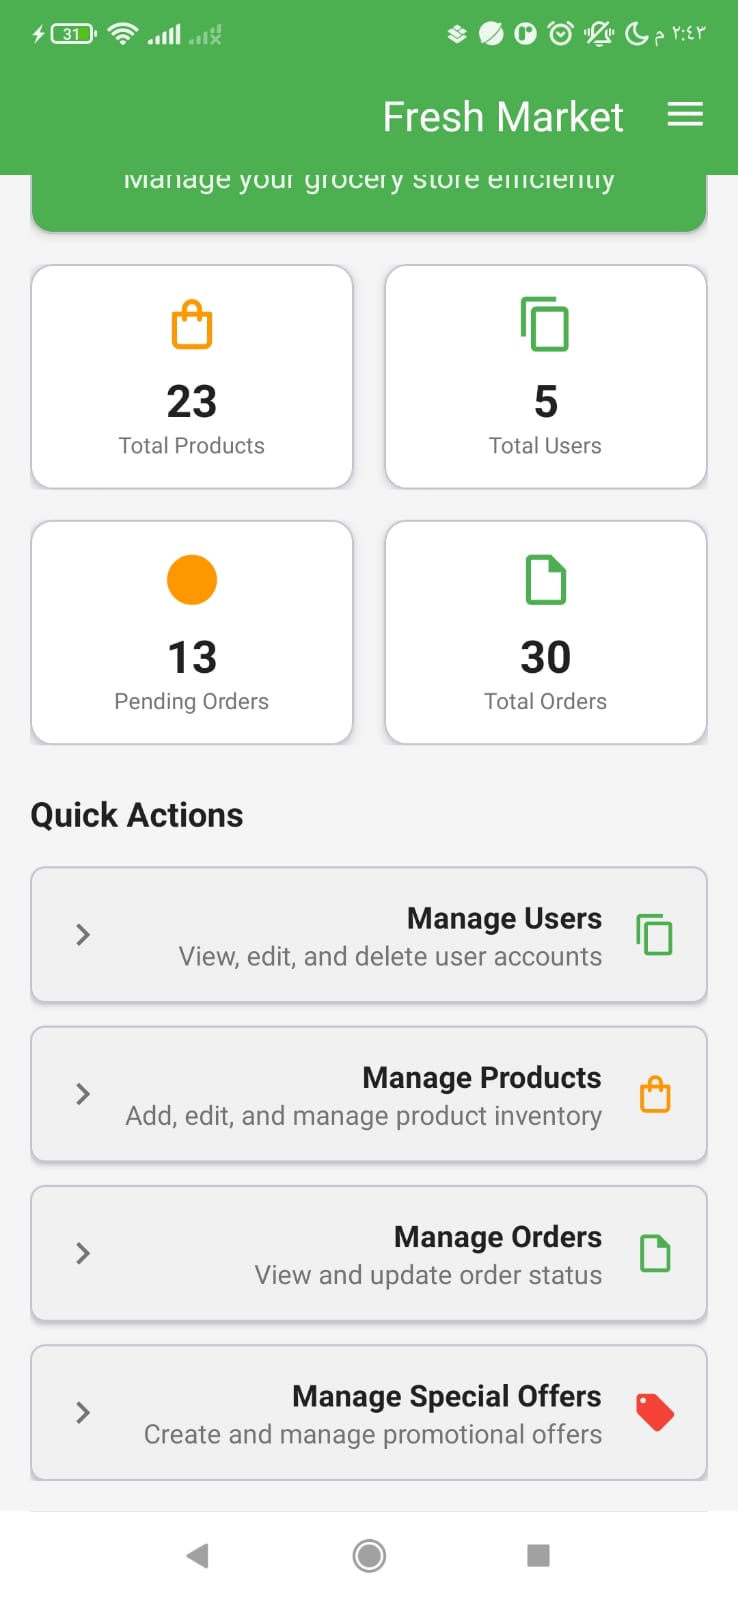 31 م ٢:٤٣
Fresh Market
Manage your grocery store efficiently
23
Total Products
5
Total Users
13
Pending Orders
30
Total Orders
Quick Actions
Manage Users
View, edit, and delete user accounts
Manage Products
Add, edit, and manage product inventory
Manage Orders
View and update order status
Manage Special Offers
Create and manage promotional offers